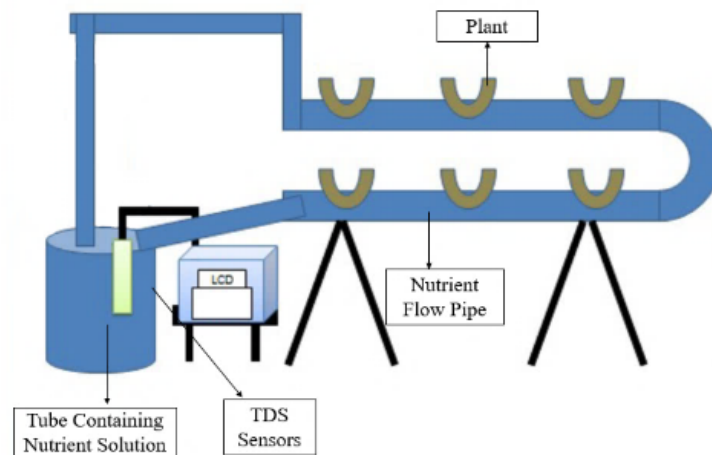 Plant
LCD
Nutrient
Flow Pipe
Tube Containing
Nutrient Solution
TDS
Sensors